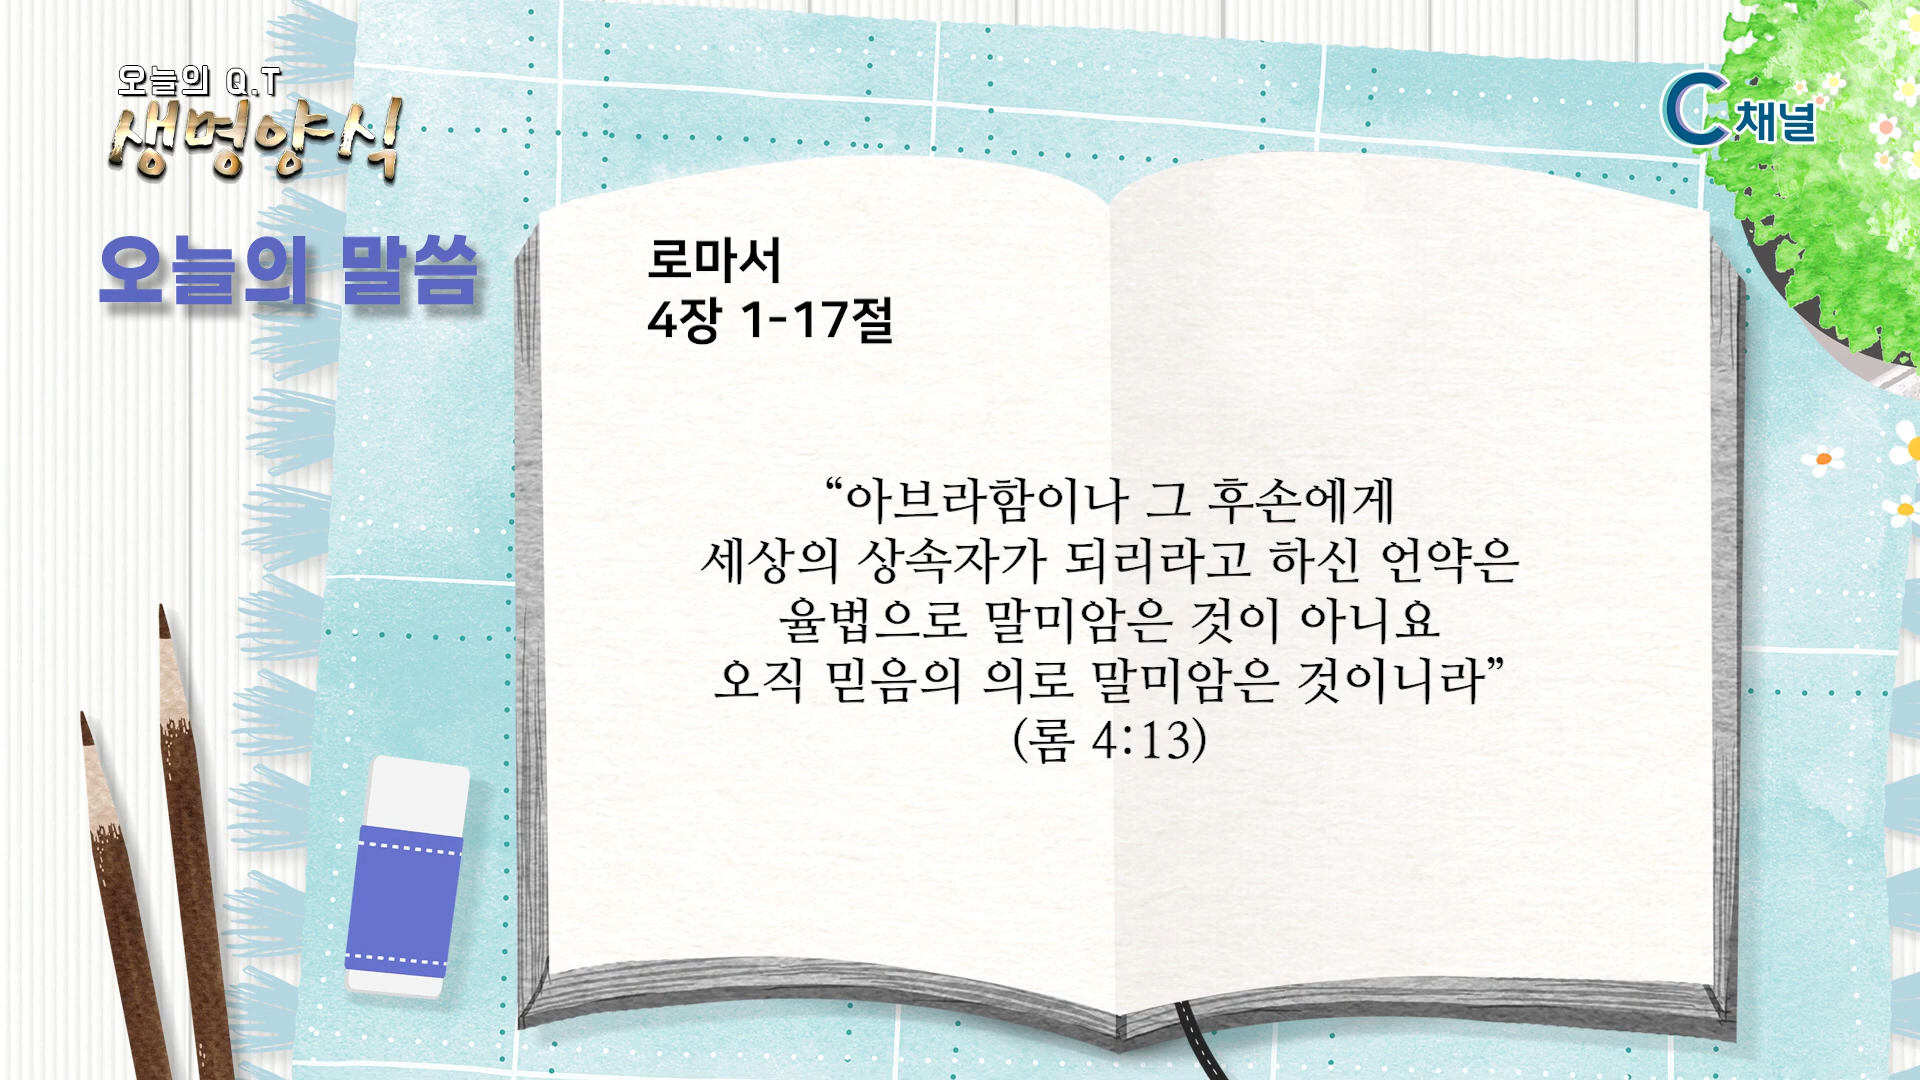 오늘의 Q.T
생명양식
C채널
오늘의 말씀
로마서
4장 1-17절
“아브라함이나 그 후손에게
세상의 상속자가 되리라고 하신 언약은
율법으로 말미암은 것이 아니요
오직 믿음의 의로 말미암은 것이니라”
(롬 4:13)